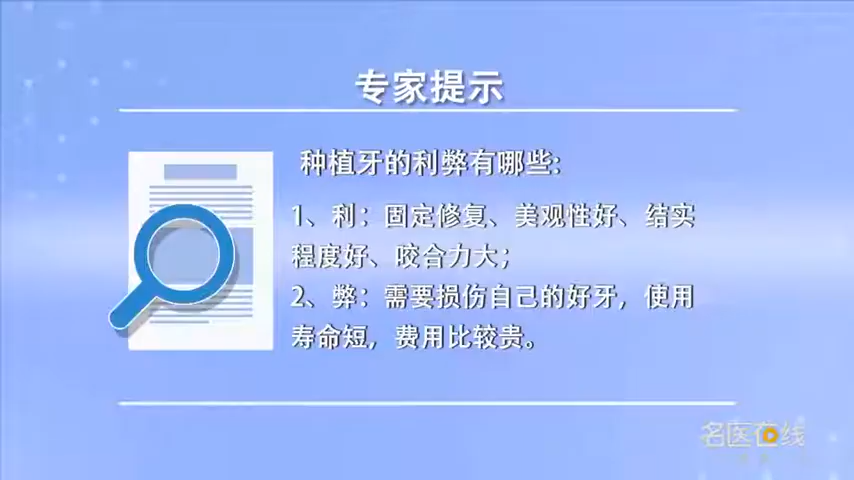 专家提示
种植牙的利弊有哪些:
1、利：固定修复、美观性好、结实
程度好、咬合力大；
2、弊：需要损伤自己的好牙，使用
寿命短，费用比较贵。
名医在线